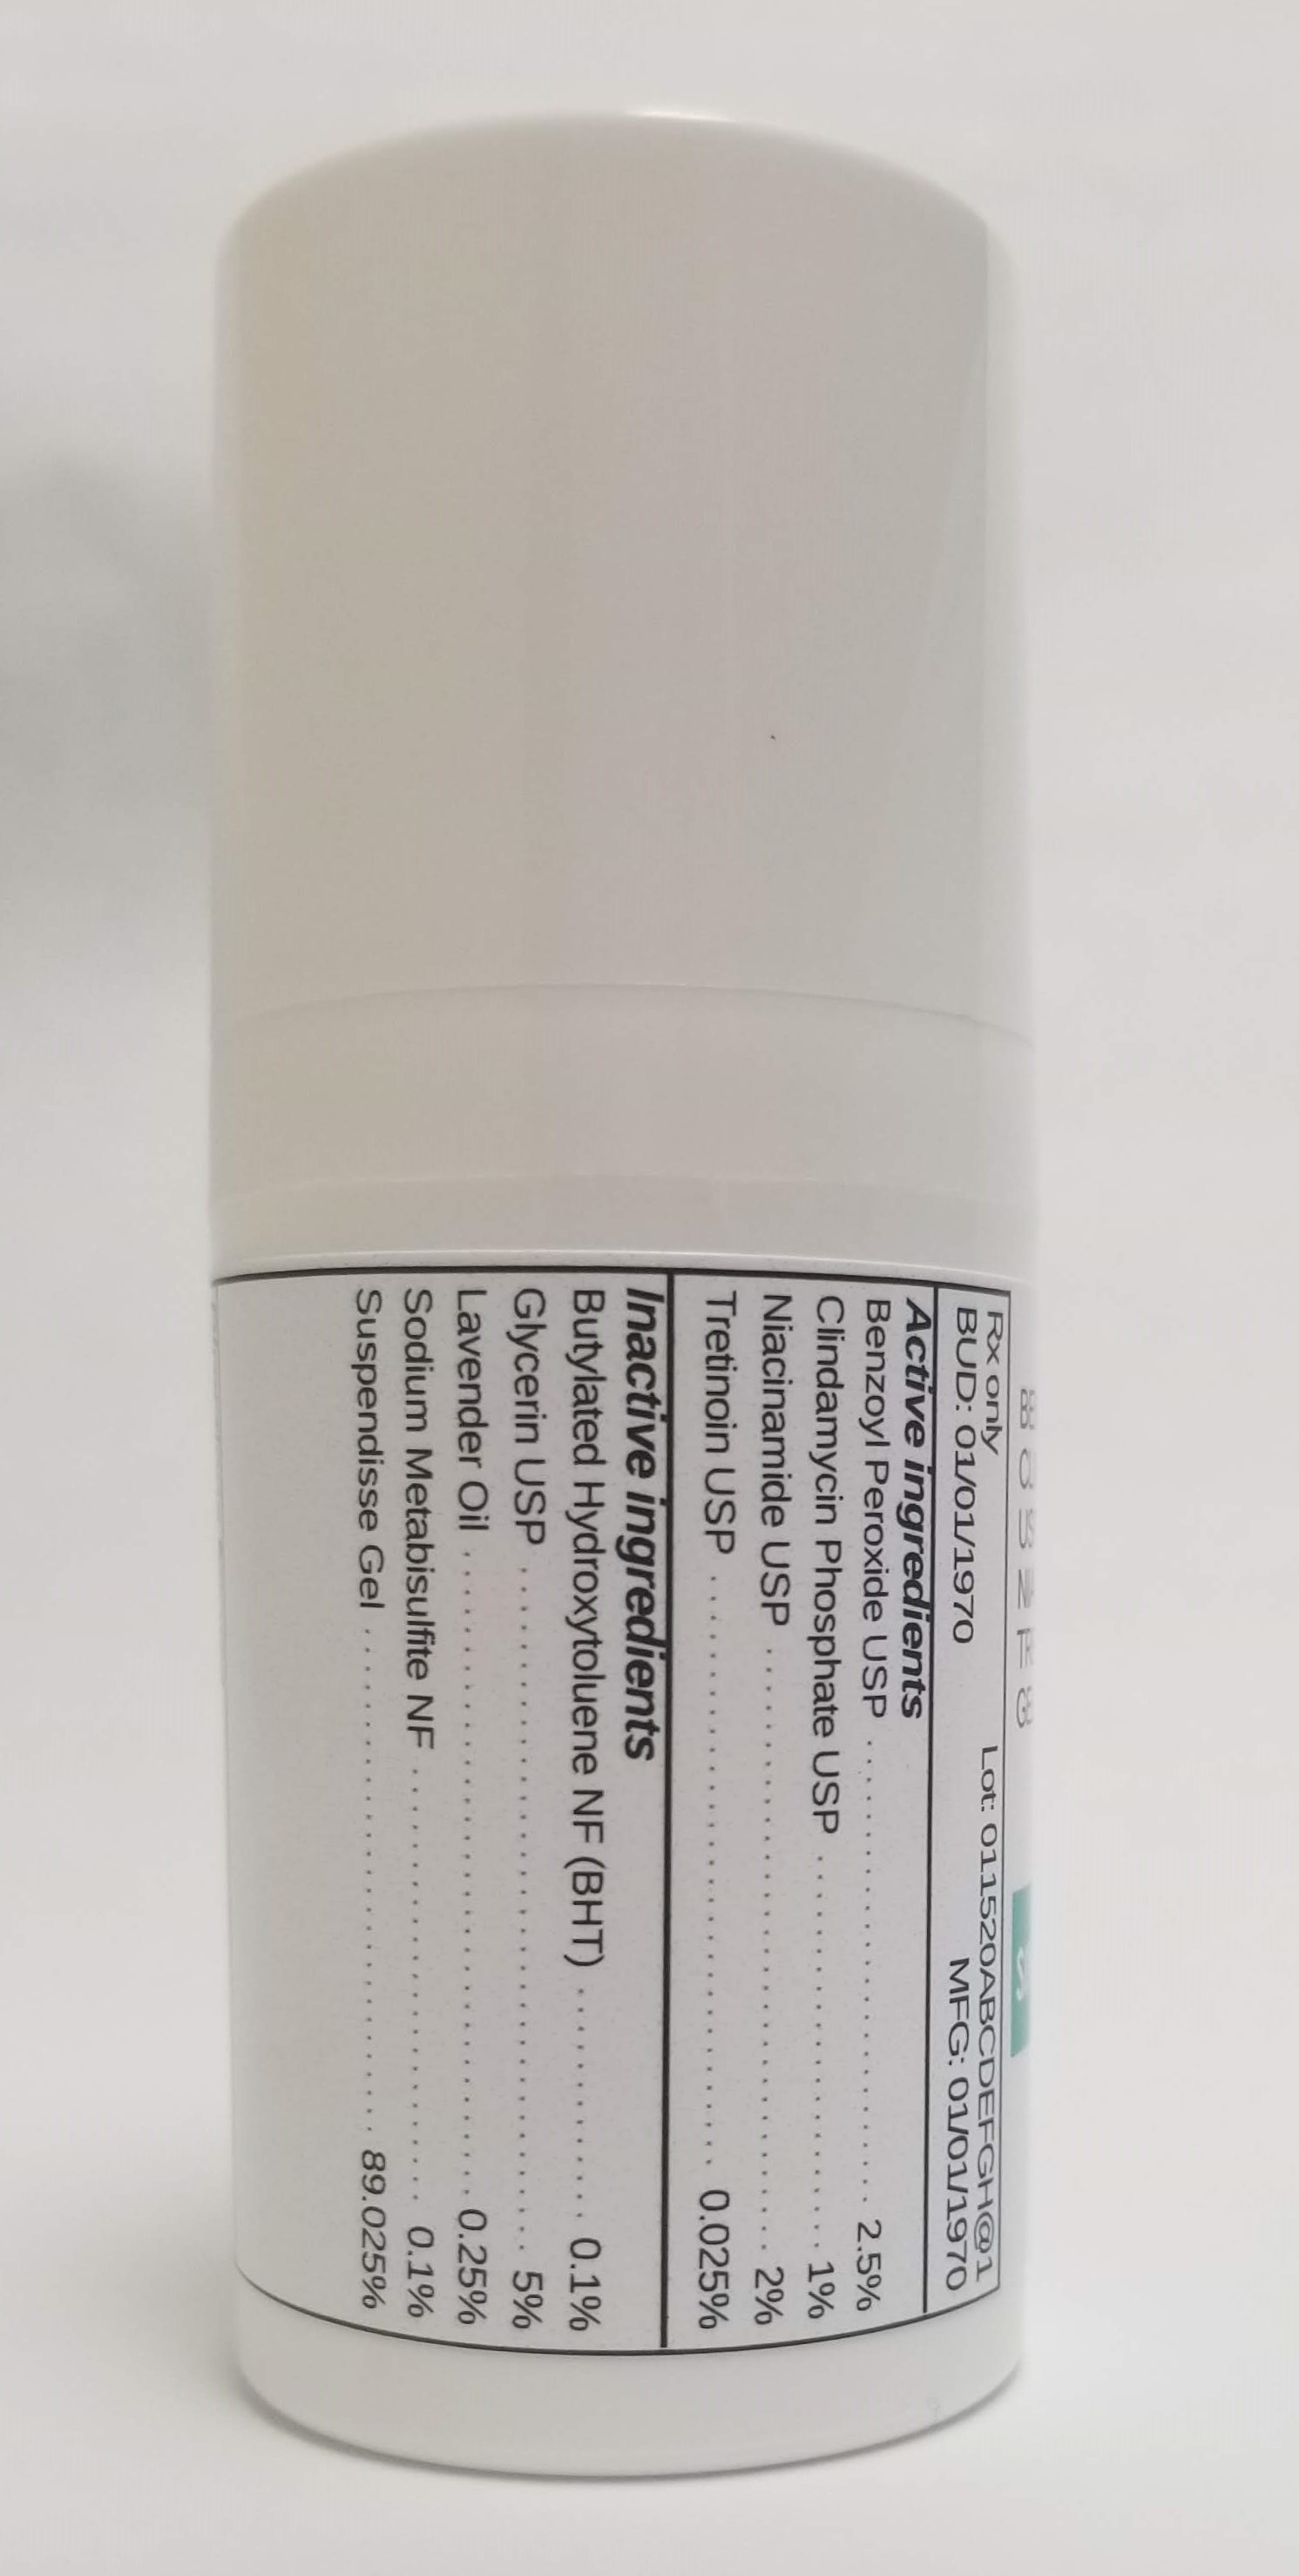 Rx only Lot: 011520ABCDEFGH@1
BUD: 01/01/1970 MFG: 01/01/1970
Active ingredients
Benzoyl Peroxide USP 2.5%
Clindamycin Phosphate USP 1%
Niacinamide USP 2%
Tretinoin USP 0.025%
Inactive ingredients
Butylated Hydroxytoluene NF (BHT) 0.1%
Glycerin USP 5%
Lavender Oil 0.25%
Sodium Metabisulfite NF 0.1%
Suspendisse Gel 89.025%